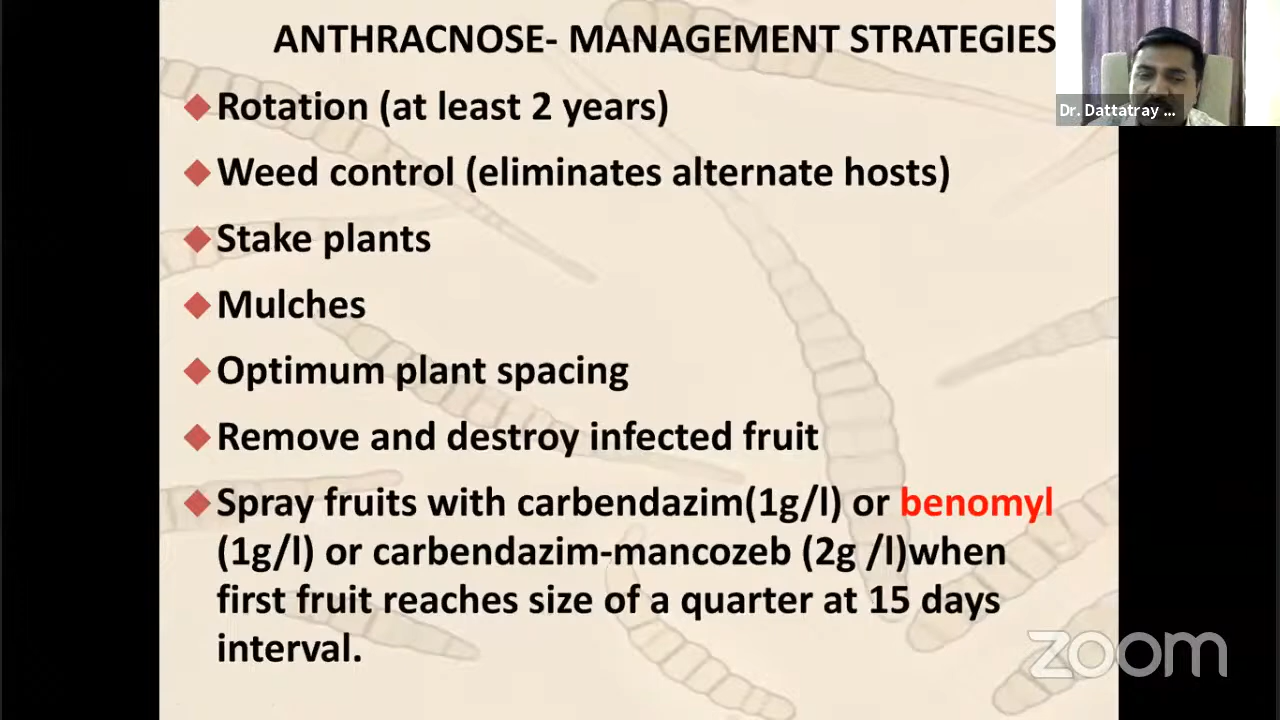 ANTHRACNOSE- MANAGEMENT STRATEGIES
Rotation (at least 2 years)
Weed control (eliminates alternate hosts)
Stake plants
Mulches
Optimum plant spacing
Remove and destroy infected fruit
Spray fruits with carbendazim(1g/l) or benomyl
(1g/l) or carbendazim-mancozeb (2g /l)when
first fruit reaches size of a quarter at 15 days
interval.
Dr. Dattatray ...
zoom